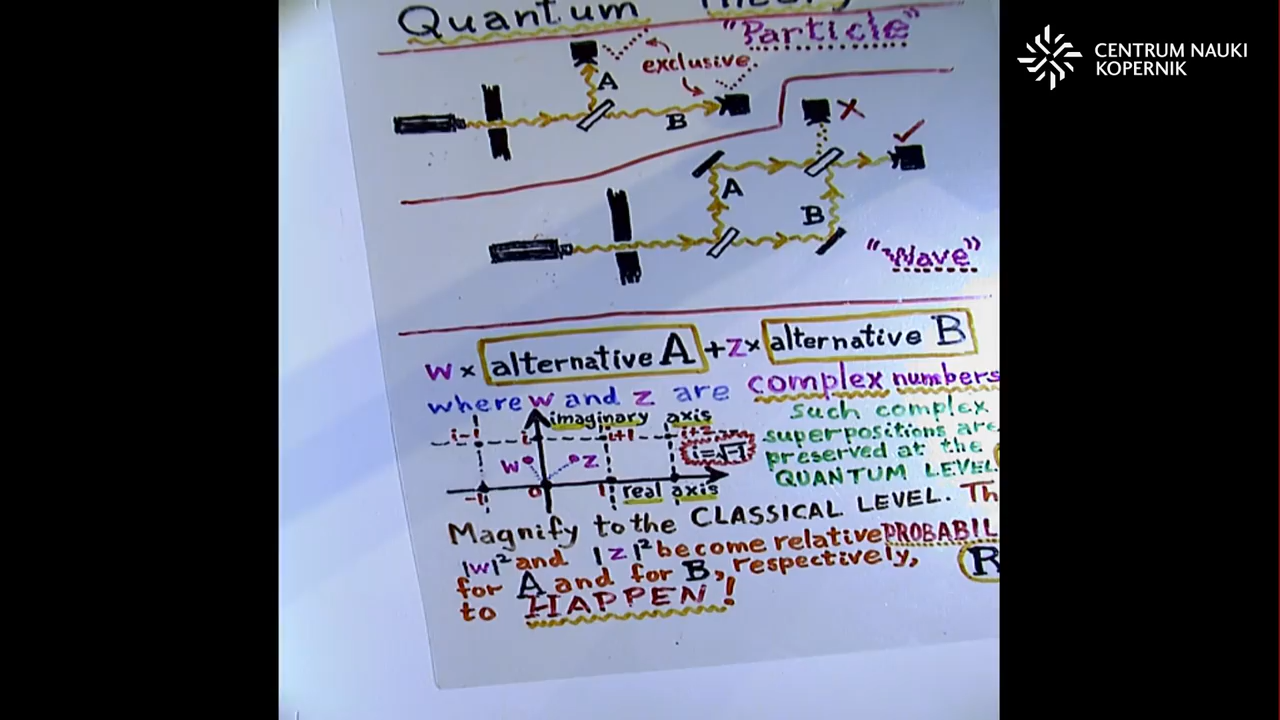 Quantum Theory
"Particle"
exclusive
A
B
A
B
"Wave"
w × alternative A + z × alternative B
where w and z are complex numbers
imaginary axis
i-1
i
i+1
i+2
i=√-1
w
z
-1
0
1
real axis
Such complex
superpositions are
preserved at the
QUANTUM LEVEL.
Magnify to the CLASSICAL LEVEL.
|w|² and |z|² become relative
for A and for B, respectively,
to HAPPEN!
R
CENTRUM NAUKI
KOPERNIK